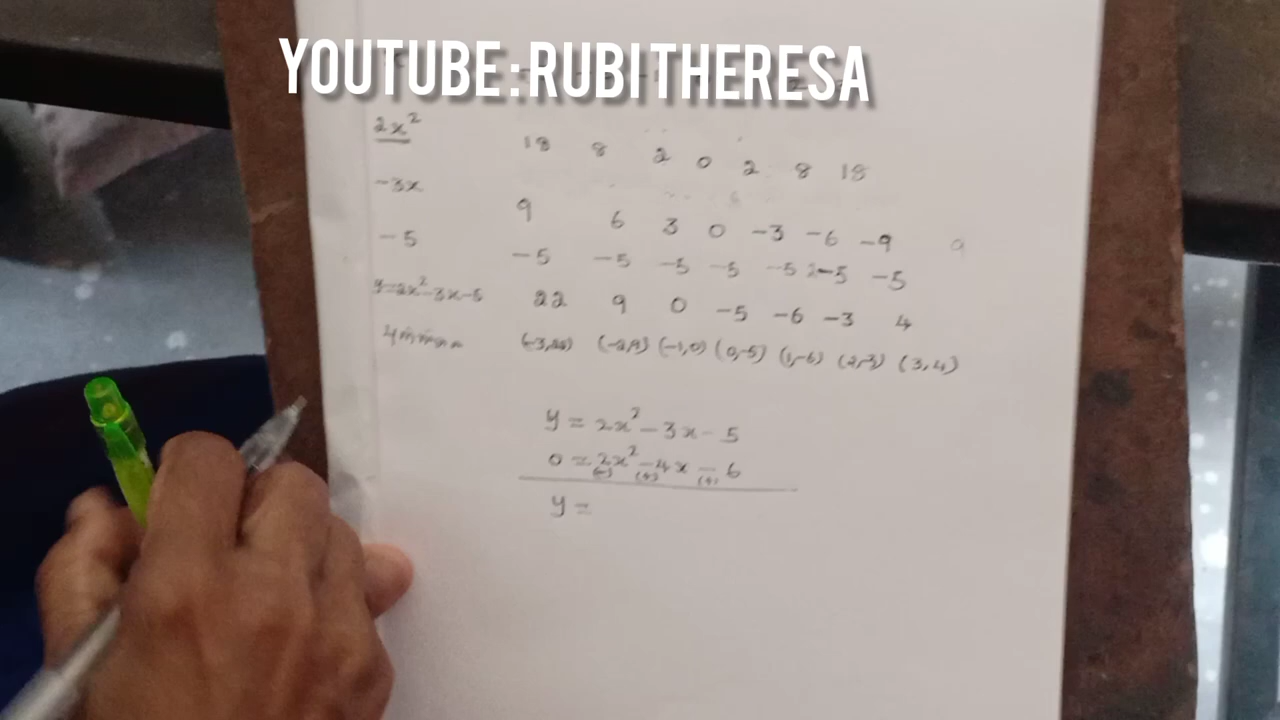 YOUTUBE : RUBI THERESA
2x² 18 8 2 0 2 8 18
-3x 9 6 3 0 -3 -6 -9
-5 -5 -5 -5 -5 -5 -5 -5
y=2x²-3x-5 22 9 0 -5 -6 -3 4
(-3,22) (-2,9) (-1,0) (0,-5) (1,-6) (2,-3) (3,4)
y = 2x² - 3x - 5
0 = 2x² - 4x - 6
(-) (+) (+)
y =